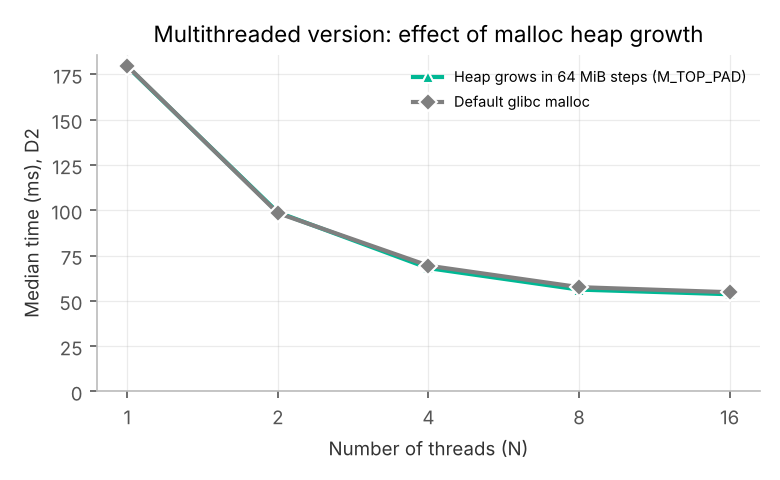 Multithreaded version: effect of malloc heap growth
Heap grows in 64 MiB steps (M_TOP_PAD)
Default glibc malloc
Median time (ms), D2
175
150
125
100
75
50
25
0
1 2 4 8 16
Number of threads (N)